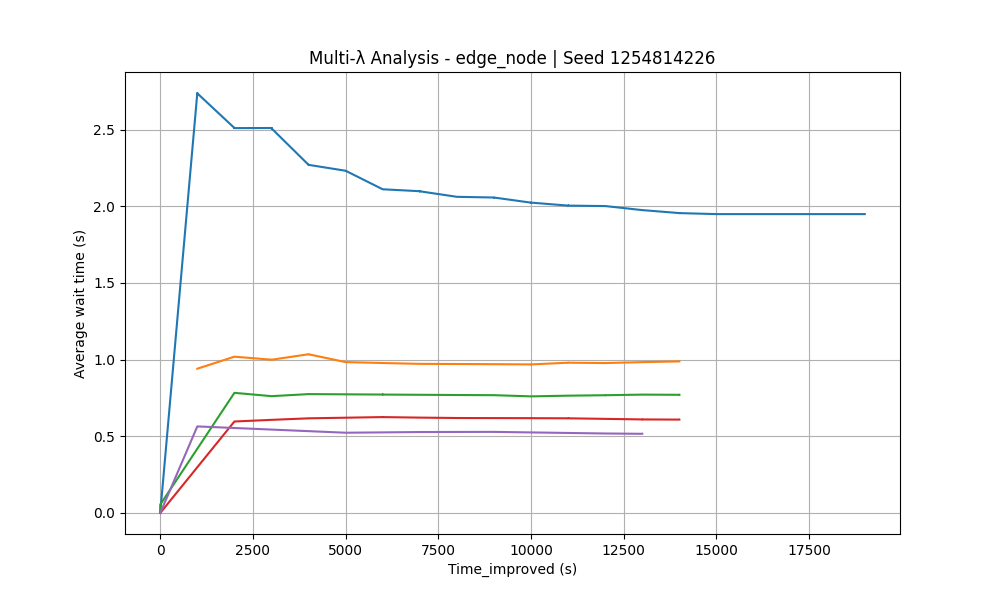 Multi-λ Analysis - edge_node | Seed 1254814226
Average wait time (s)
2.5
2.0
1.5
1.0
0.5
0.0
0 2500 5000 7500 10000 12500 15000 17500
Time_improved (s)